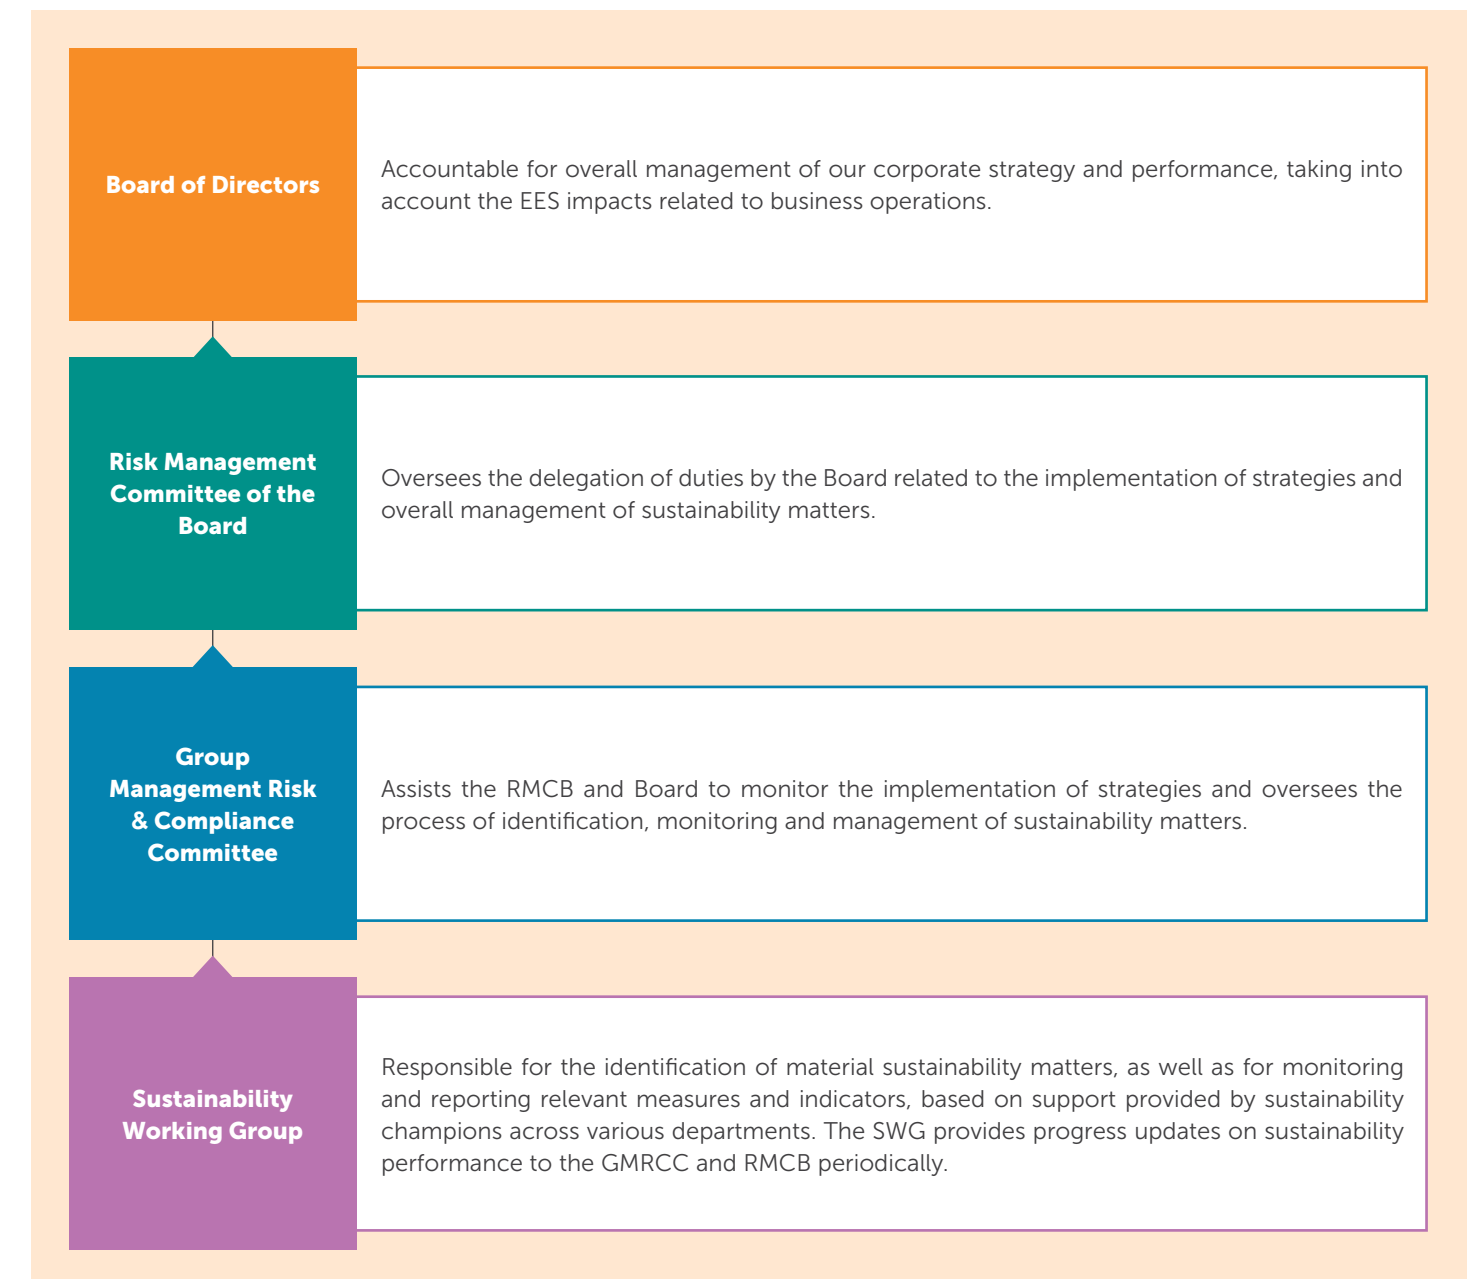 Board of Directors
Accountable for overall management of our corporate strategy and performance, taking into
account the EES impacts related to business operations.
Risk Management
Committee of the
Board
Oversees the delegation of duties by the Board related to the implementation of strategies and
overall management of sustainability matters.
Group
Management Risk
& Compliance
Committee
Assists the RMCB and Board to monitor the implementation of strategies and oversees the
process of identification, monitoring and management of sustainability matters.
Sustainability
Working Group
Responsible for the identification of material sustainability matters, as well as for monitoring
and reporting relevant measures and indicators, based on support provided by sustainability
champions across various departments. The SWG provides progress updates on sustainability
performance to the GMRCC and RMCB periodically.